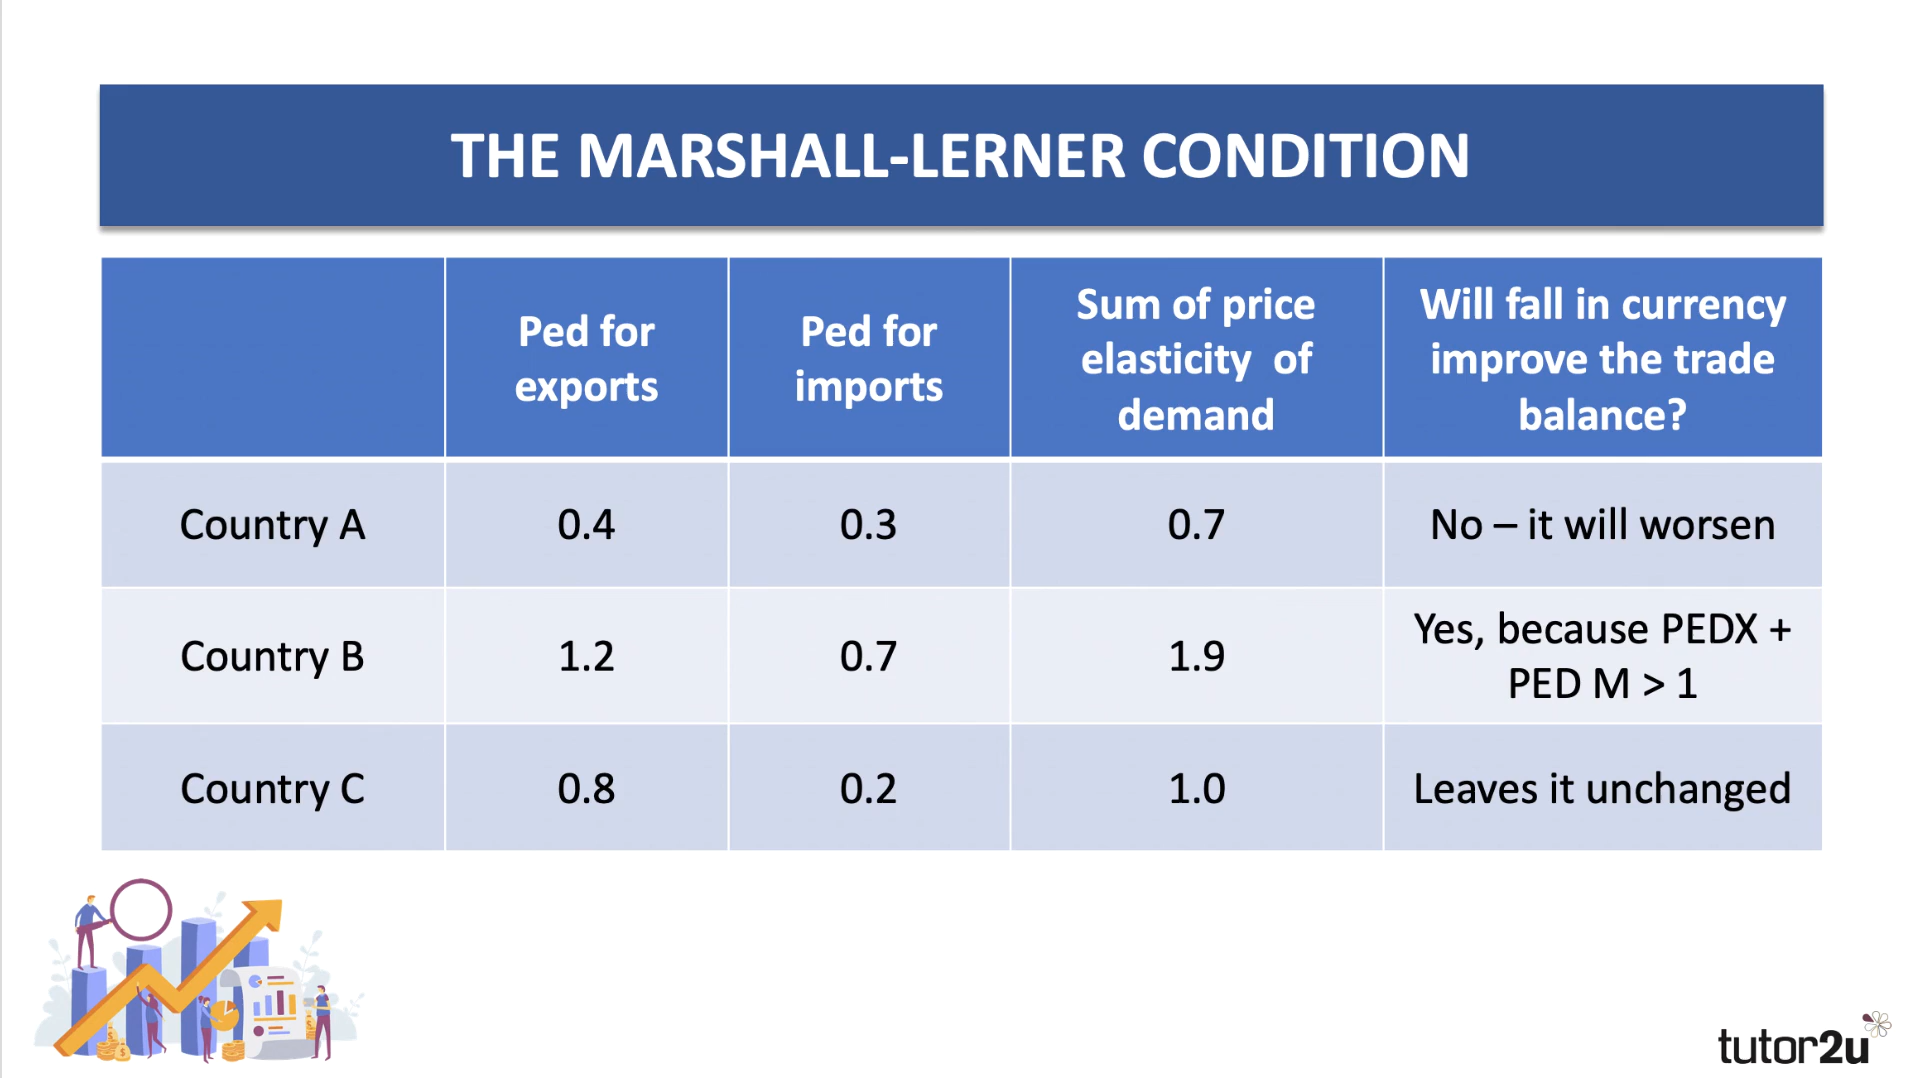 THE MARSHALL-LERNER CONDITION
Ped for
exports
Ped for
imports
Sum of price
elasticity of
demand
Will fall in currency
improve the trade
balance?
Country A
0.4
0.3
0.7
No – it will worsen
Country B
1.2
0.7
1.9
Yes, because PEDX +
PED M > 1
Country C
0.8
0.2
1.0
Leaves it unchanged
tutor2u